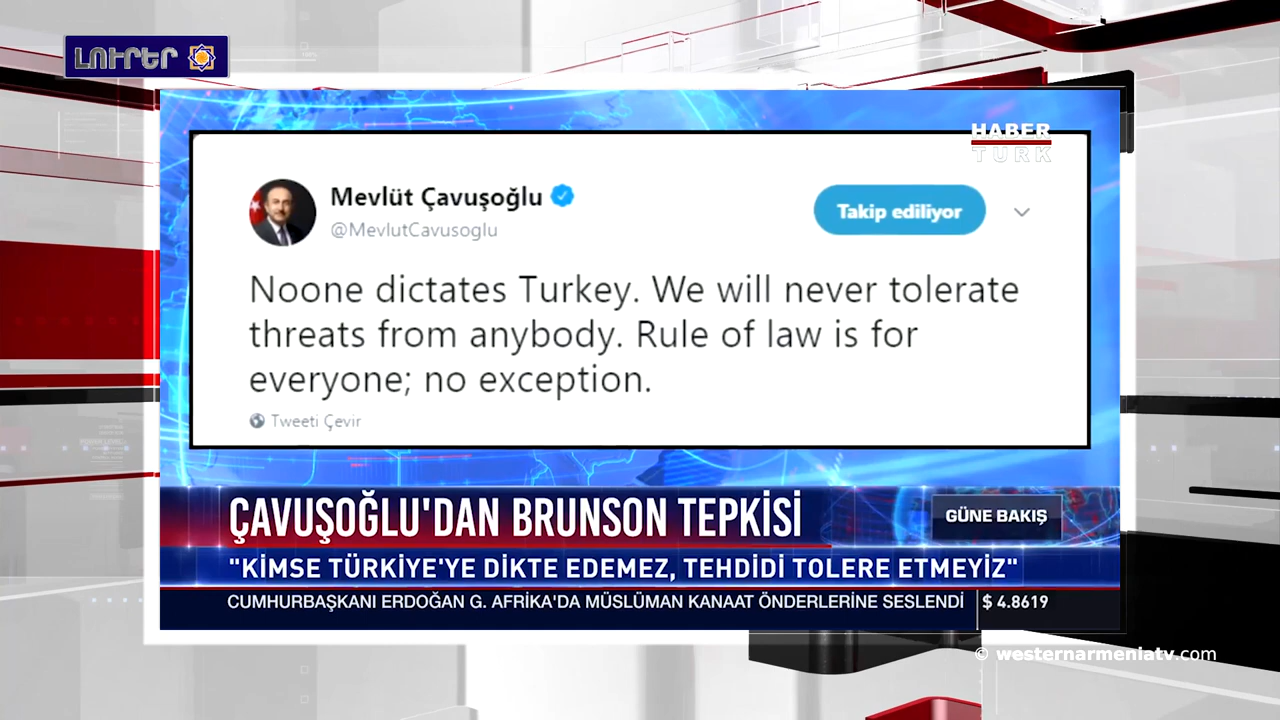 ԼՈՒՐԵՐ
HABER
TURK
Mevlüt Çavuşoğlu
@MevlutCavusoglu
Takip ediliyor
Noone dictates Turkey. We will never tolerate
threats from anybody. Rule of law is for
everyone; no exception.
Tweeti Çevir
ÇAVUŞOĞLU'DAN BRUNSON TEPKİSİ
GÜNE BAKIŞ
"KİMSE TÜRKİYE'YE DİKTE EDEMEZ, TEHDİDİ TOLERE ETMEYİZ"
CUMHURBAŞKANI ERDOĞAN G. AFRİKA'DA MÜSLÜMAN KANAAT ÖNDERLERİNE SESLENDİ
$ 4.8619
© westernarmeniatv.com